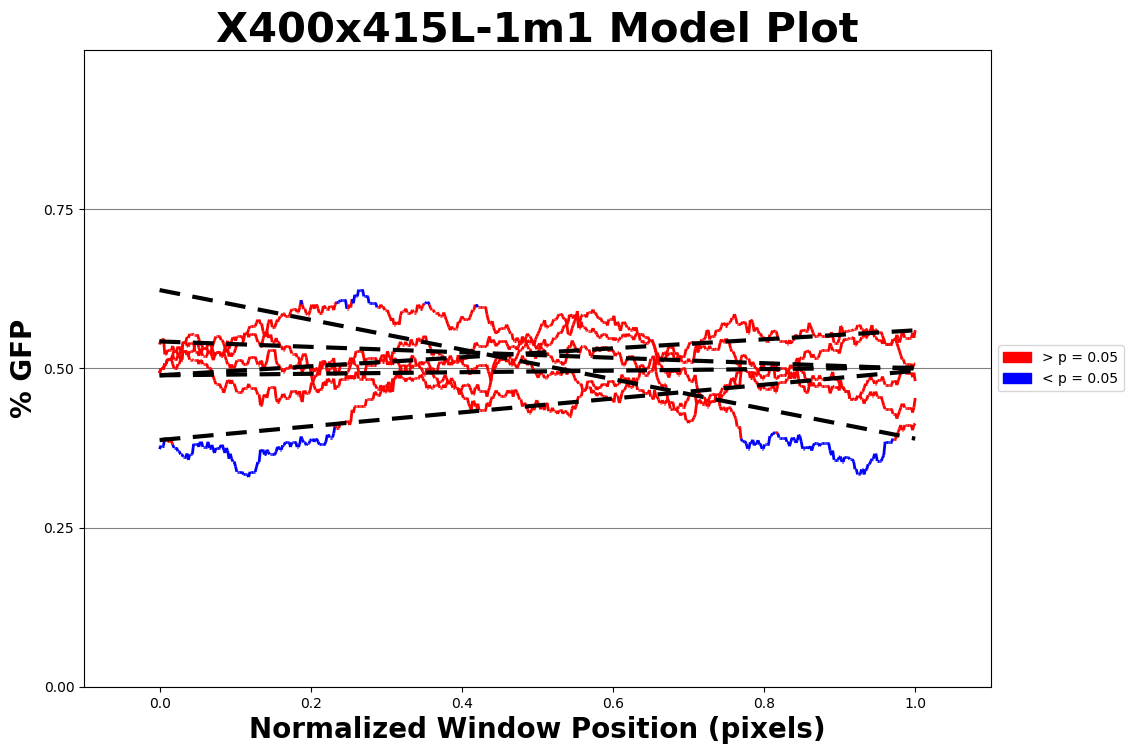 X400x415L-1m1 Model Plot
% GFP
0.75
0.50
0.25
0.00
0.0 0.2 0.4 0.6 0.8 1.0
Normalized Window Position (pixels)
> p = 0.05
< p = 0.05